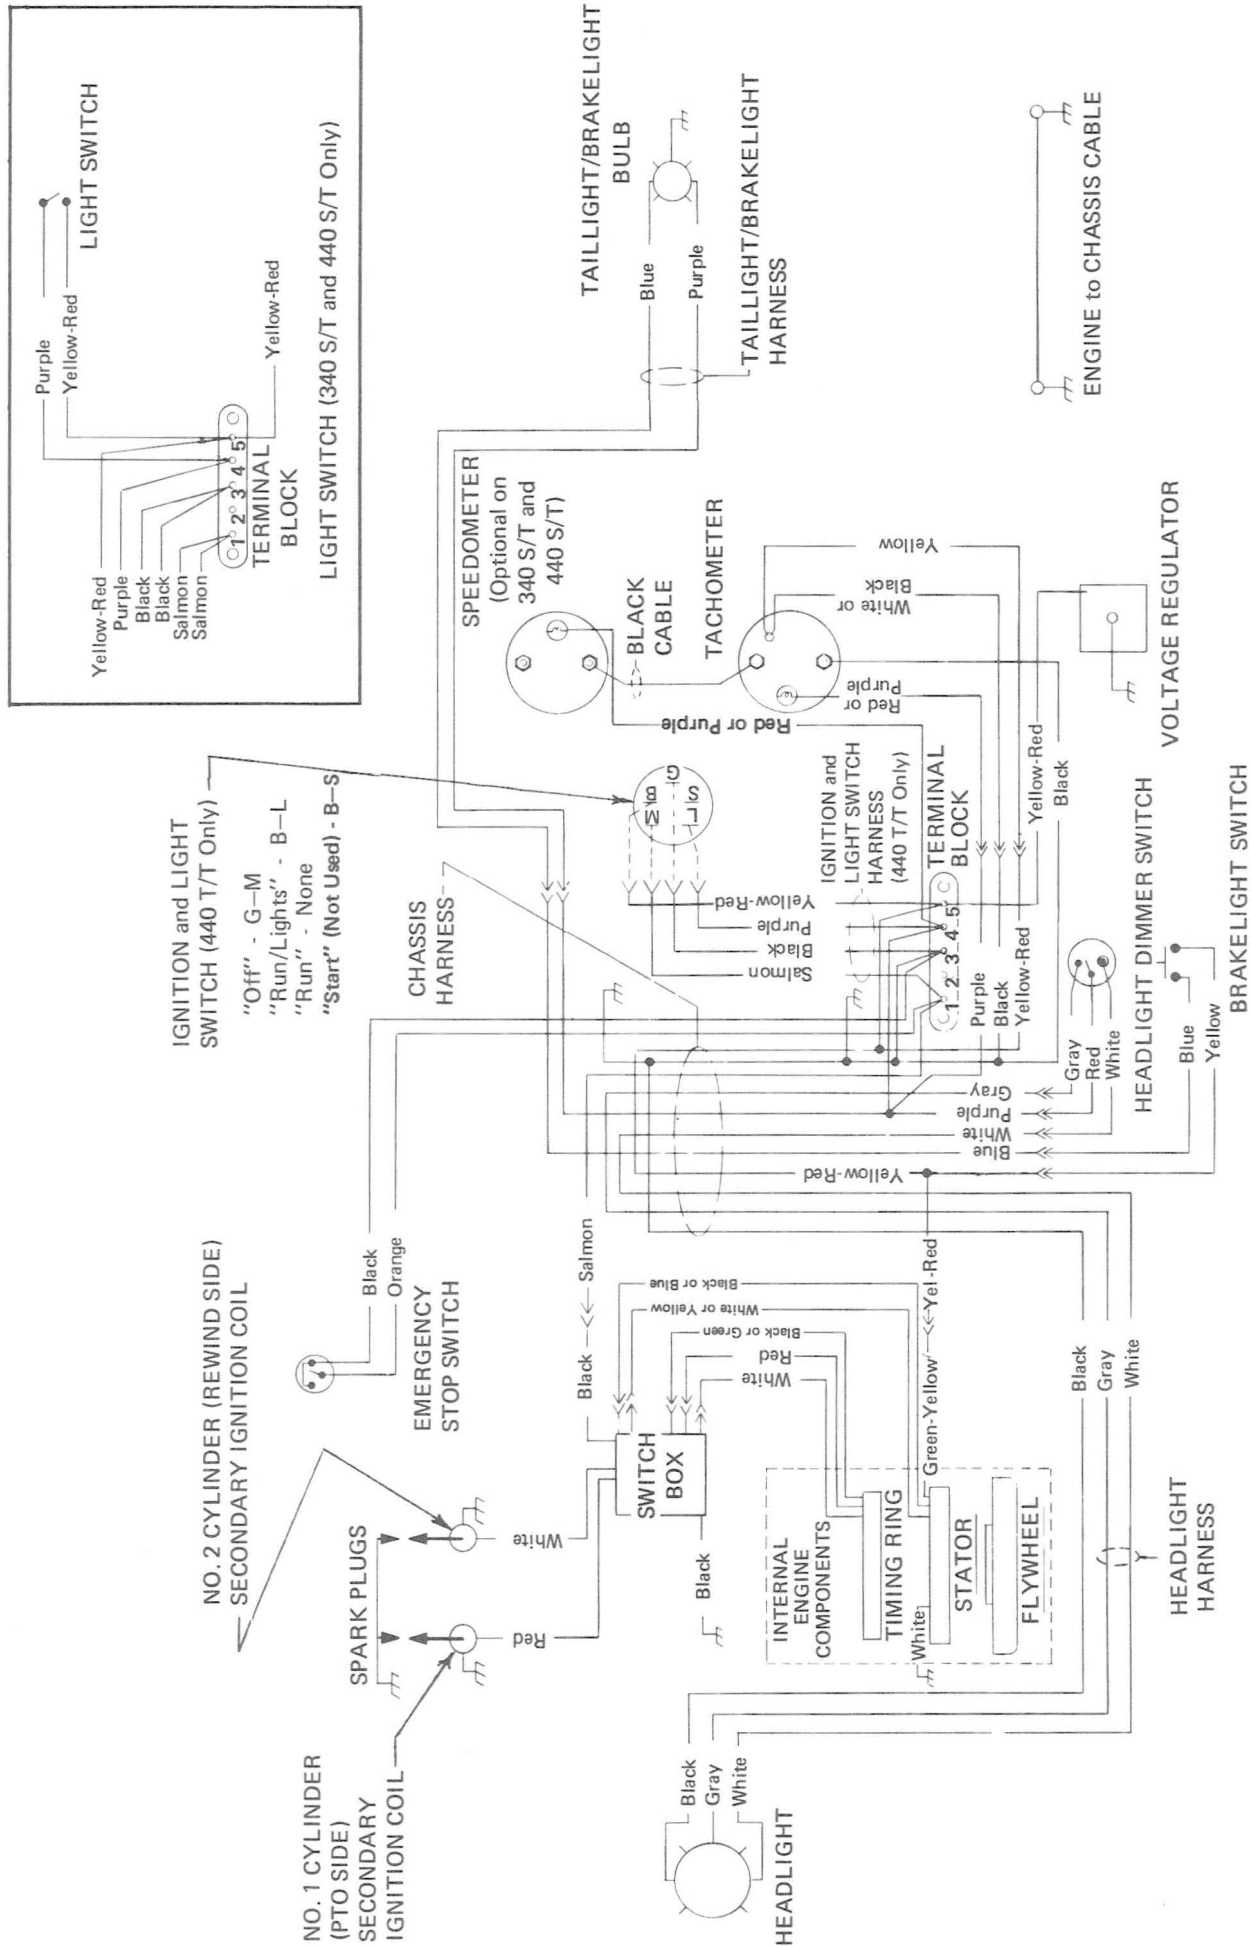 LIGHT SWITCH
Purple
Yellow-Red
Yellow-Red
Purple
Black
Black
Salmon
Salmon
1 2 3 4 5
TERMINAL
BLOCK
Yellow-Red
LIGHT SWITCH (340 S/T and 440 S/T Only)
TAILLIGHT/BRAKELIGHT
BULB
Blue
Purple
TAILLIGHT/BRAKELIGHT
HARNESS
ENGINE to CHASSIS CABLE
SPEEDOMETER
(Optional on
340 S/T and
440 S/T)
BLACK
CABLE
TACHOMETER
Yellow
White or
Black
Red or
Purple
Red or Purple
VOLTAGE REGULATOR
Yellow-Red
Black
IGNITION and LIGHT
SWITCH (440 T/T Only)
"Off" - G-M
"Run/Lights" - B-L
"Run" - None
"Start" (Not Used) - B-S
G
B
S
M
L
IGNITION and
LIGHT SWITCH
HARNESS
(440 T/T Only)
Yellow-Red
Purple
Black
Salmon
TERMINAL
BLOCK
1 2 3 4 5
CHASSIS
HARNESS
Purple
Black
Yellow-Red
Gray
Red
White
HEADLIGHT DIMMER SWITCH
Blue
Yellow
BRAKELIGHT SWITCH
Gray
Purple
White
Blue
Yellow-Red
NO. 2 CYLINDER (REWIND SIDE)
SECONDARY IGNITION COIL
Black
Orange
EMERGENCY
STOP SWITCH
Salmon
Black
Black or Blue
White or Yellow
Black or Green
Red
White
Yel-Red
Green-Yellow
SWITCH
BOX
Black
SPARK PLUGS
White
Red
NO. 1 CYLINDER
(PTO SIDE)
SECONDARY
IGNITION COIL
INTERNAL
ENGINE
COMPONENTS
TIMING RING
White
STATOR
FLYWHEEL
Black
Gray
White
HEADLIGHT
HARNESS
Black
Gray
White
HEADLIGHT